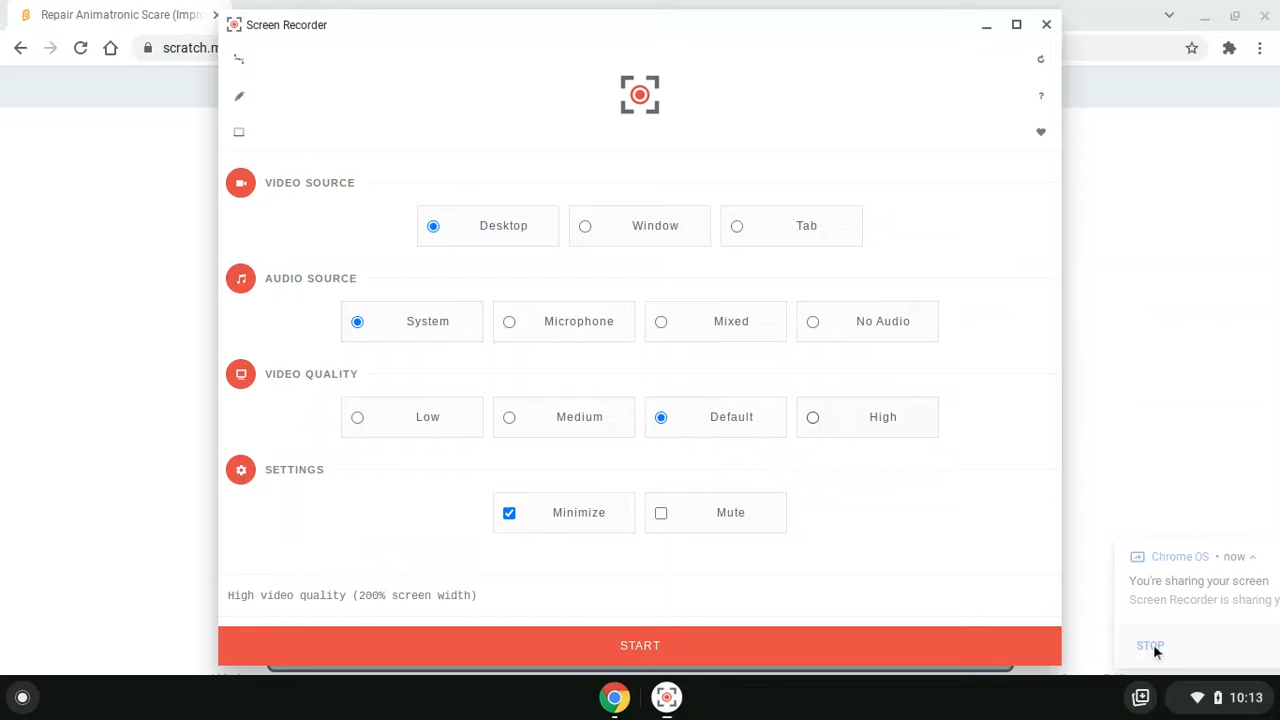 Repair Animatronic Scare (Impro
Screen Recorder
scratch.m
?
VIDEO SOURCE
Desktop
Window
Tab
AUDIO SOURCE
System
Microphone
Mixed
No Audio
VIDEO QUALITY
Low
Medium
Default
High
SETTINGS
Minimize
Mute
High video quality (200% screen width)
START
Chrome OS • now
You're sharing your screen
Screen Recorder is sharing y
STOP
10:13